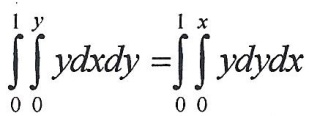 ∫₀¹∫₀ʸ ydxdy = ∫₀¹∫₀ˣ ydydx